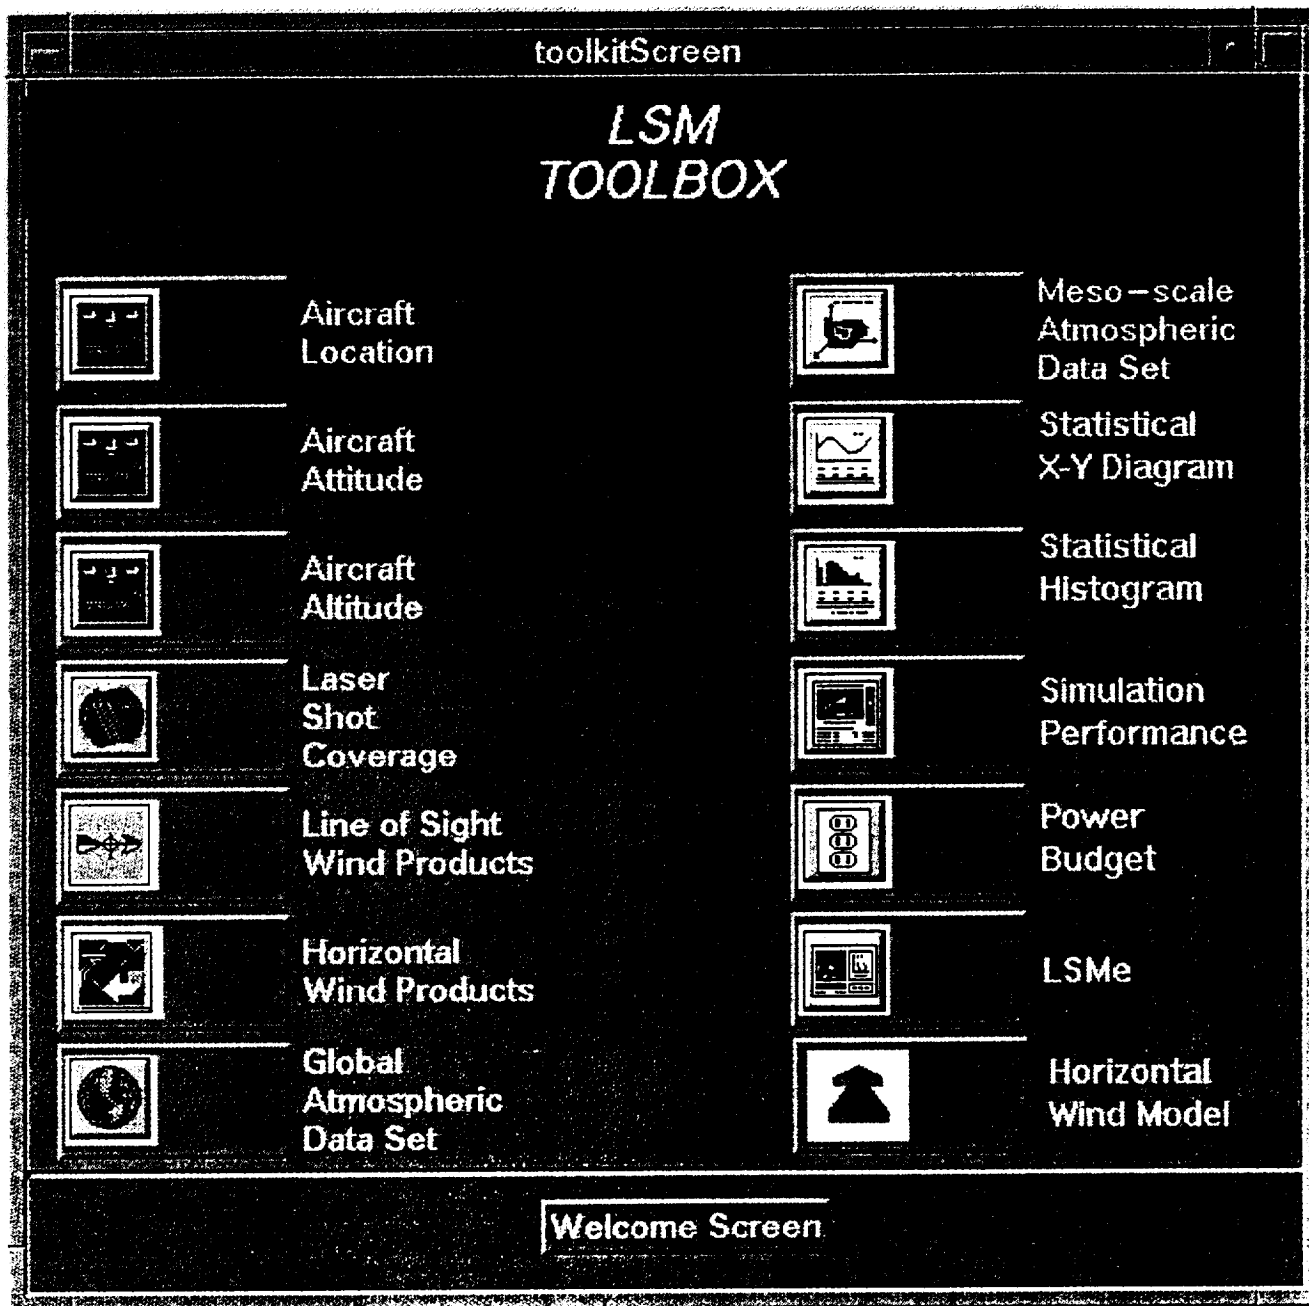 toolkitScreen
LSM
TOOLBOX
Aircraft
Location
Aircraft
Attitude
Aircraft
Altitude
Laser
Shot
Coverage
Line of Sight
Wind Products
Horizontal
Wind Products
Global
Atmospheric
Data Set
Meso-scale
Atmospheric
Data Set
Statistical
X-Y Diagram
Statistical
Histogram
Simulation
Performance
Power
Budget
LSMe
Horizontal
Wind Model
Welcome Screen